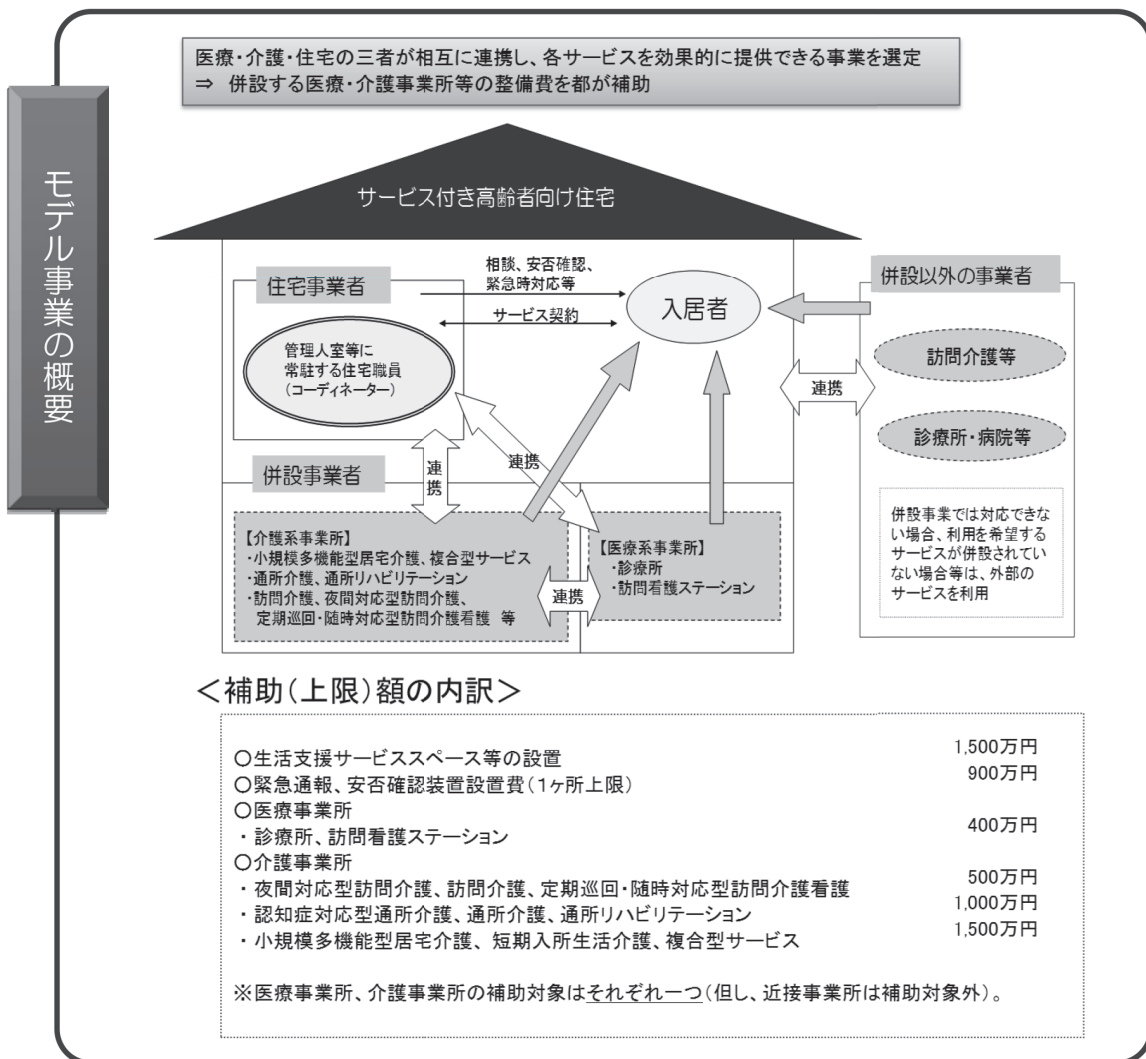 モデル事業の概要
医療・介護・住宅の三者が相互に連携し、各サービスを効果的に提供できる事業を選定
⇒ 併設する医療・介護事業所等の整備費を都が補助
サービス付き高齢者向け住宅
住宅事業者
相談、安否確認、
緊急時対応等
サービス契約
入居者
管理人室等に
常駐する住宅職員
(コーディネーター)
併設以外の事業者
訪問介護等
連携
診療所・病院等
併設事業では対応できな
い場合、利用を希望する
サービスが併設されてい
ない場合等は、外部の
サービスを利用
併設事業者
連携
連携
【介護系事業所】
・小規模多機能型居宅介護、複合型サービス
・通所介護、通所リハビリテーション
・訪問介護、夜間対応型訪問介護、
定期巡回・随時対応型訪問介護看護 等
連携
【医療系事業所】
・診療所
・訪問看護ステーション
＜補助(上限)額の内訳＞
○生活支援サービススペース等の設置 1,500万円
○緊急通報、安否確認装置設置費(1ヶ所上限) 900万円
○医療事業所
・診療所、訪問看護ステーション 400万円
○介護事業所
・夜間対応型訪問介護、訪問介護、定期巡回・随時対応型訪問介護看護 500万円
・認知症対応型通所介護、通所介護、通所リハビリテーション 1,000万円
・小規模多機能型居宅介護、短期入所生活介護、複合型サービス 1,500万円
※医療事業所、介護事業所の補助対象はそれぞれ一つ(但し、近接事業所は補助対象外)。